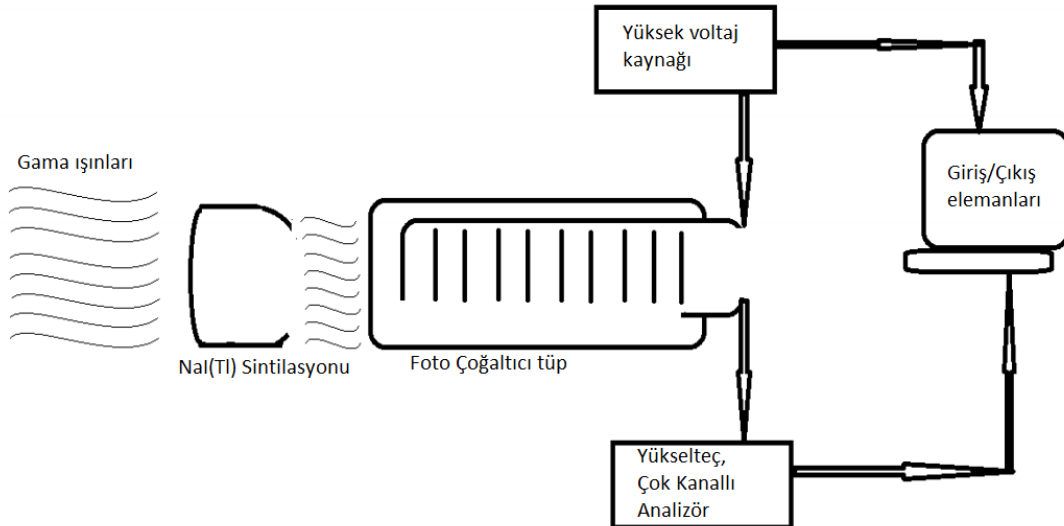 Yüksek voltaj
kaynağı
Gama ışınları
Giriş/Çıkış
elemanları
NaI(Tl) Sintilasyonu
Foto Çoğaltıcı tüp
Yükselteç,
Çok Kanallı
Analizör